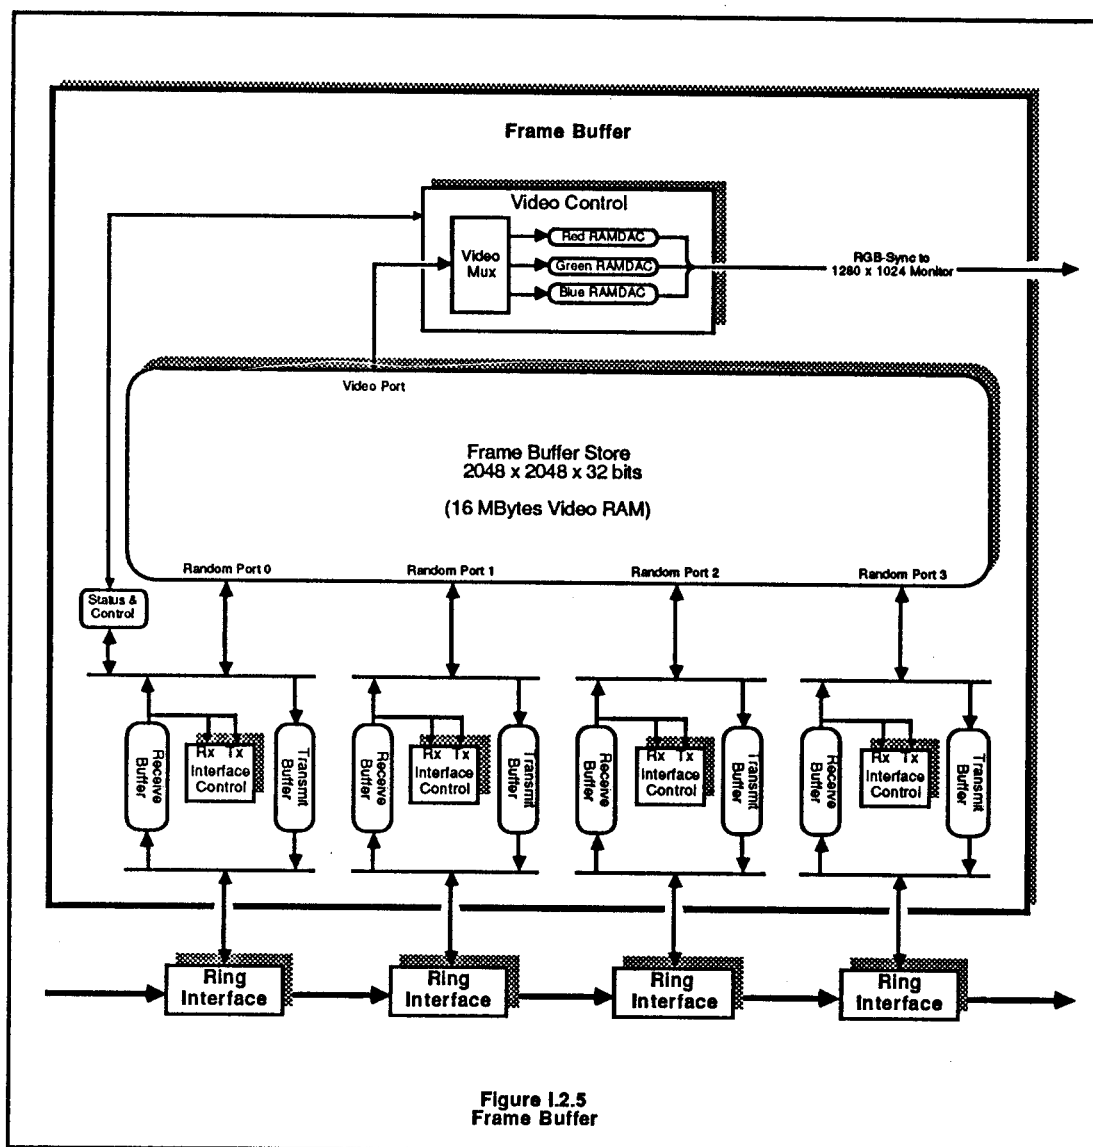 Frame Buffer
Video Control
Video
Mux
Red RAMDAC
Green RAMDAC
Blue RAMDAC
RGB-Sync to
1280 x 1024 Monitor
Video Port
Frame Buffer Store
2048 x 2048 x 32 bits
(16 MBytes Video RAM)
Random Port 0
Random Port 1
Random Port 2
Random Port 3
Status &
Control
Receive
Buffer
Rx Tx
Interface
Control
Transmit
Buffer
Receive
Buffer
Rx Tx
Interface
Control
Transmit
Buffer
Receive
Buffer
Rx Tx
Interface
Control
Transmit
Buffer
Receive
Buffer
Rx Tx
Interface
Control
Transmit
Buffer
Ring
Interface
Ring
Interface
Ring
Interface
Ring
Interface
Figure I.2.5
Frame Buffer